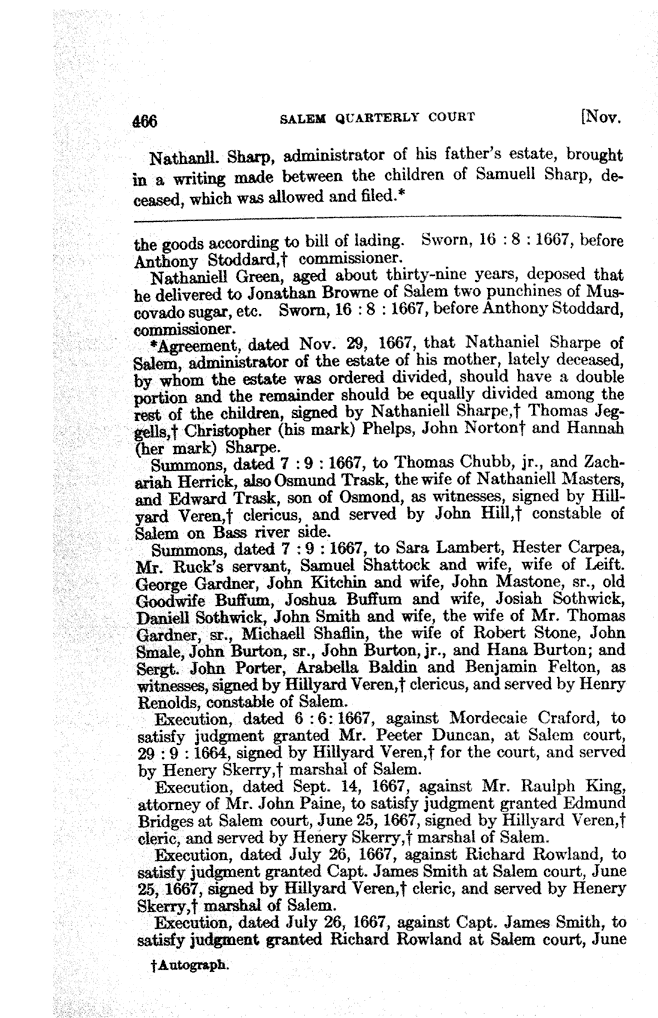 466 SALEM QUARTERLY COURT [Nov.
Nathanll. Sharp, administrator of his father's estate, brought
in a writing made between the children of Samuell Sharp, de-
ceased, which was allowed and filed.*
the goods according to bill of lading. Sworn, 16 : 8 : 1667, before
Anthony Stoddard,† commissioner.
Nathaniell Green, aged about thirty-nine years, deposed that
he delivered to Jonathan Browne of Salem two punchines of Mus-
covado sugar, etc. Sworn, 16 : 8 : 1667, before Anthony Stoddard,
commissioner.
*Agreement, dated Nov. 29, 1667, that Nathaniel Sharpe of
Salem, administrator of the estate of his mother, lately deceased,
by whom the estate was ordered divided, should have a double
portion and the remainder should be equally divided among the
rest of the children, signed by Nathaniell Sharpe,† Thomas Jeg-
gells,† Christopher (his mark) Phelps, John Norton† and Hannah
(her mark) Sharpe.
Summons, dated 7 : 9 : 1667, to Thomas Chubb, jr., and Zach-
ariah Herrick, also Osmund Trask, the wife of Nathaniell Masters,
and Edward Trask, son of Osmond, as witnesses, signed by Hill-
yard Veren,† clericus, and served by John Hill,† constable of
Salem on Bass river side.
Summons, dated 7 : 9 : 1667, to Sara Lambert, Hester Carpea,
Mr. Ruck's servant, Samuel Shattock and wife, wife of Leift.
George Gardner, John Kitchin and wife, John Mastone, sr., old
Goodwife Buffum, Joshua Buffum and wife, Josiah Sothwick,
Daniell Sothwick, John Smith and wife, the wife of Mr. Thomas
Gardner, sr., Michaell Shaflin, the wife of Robert Stone, John
Smale, John Burton, sr., John Burton, jr., and Hana Burton; and
Sergt. John Porter, Arabella Baldin and Benjamin Felton, as
witnesses, signed by Hillyard Veren,† clericus, and served by Henry
Renolds, constable of Salem.
Execution, dated 6 : 6 : 1667, against Mordecaie Craford, to
satisfy judgment granted Mr. Peeter Duncan, at Salem court,
29 : 9 : 1664, signed by Hillyard Veren,† for the court, and served
by Henery Skerry,† marshal of Salem.
Execution, dated Sept. 14, 1667, against Mr. Raulph King,
attorney of Mr. John Paine, to satisfy judgment granted Edmund
Bridges at Salem court, June 25, 1667, signed by Hillyard Veren,†
cleric, and served by Henery Skerry,† marshal of Salem.
Execution, dated July 26, 1667, against Richard Rowland, to
satisfy judgment granted Capt. James Smith at Salem court, June
25, 1667, signed by Hillyard Veren,† cleric, and served by Henery
Skerry,† marshal of Salem.
Execution, dated July 26, 1667, against Capt. James Smith, to
satisfy judgment granted Richard Rowland at Salem court, June
†Autograph.